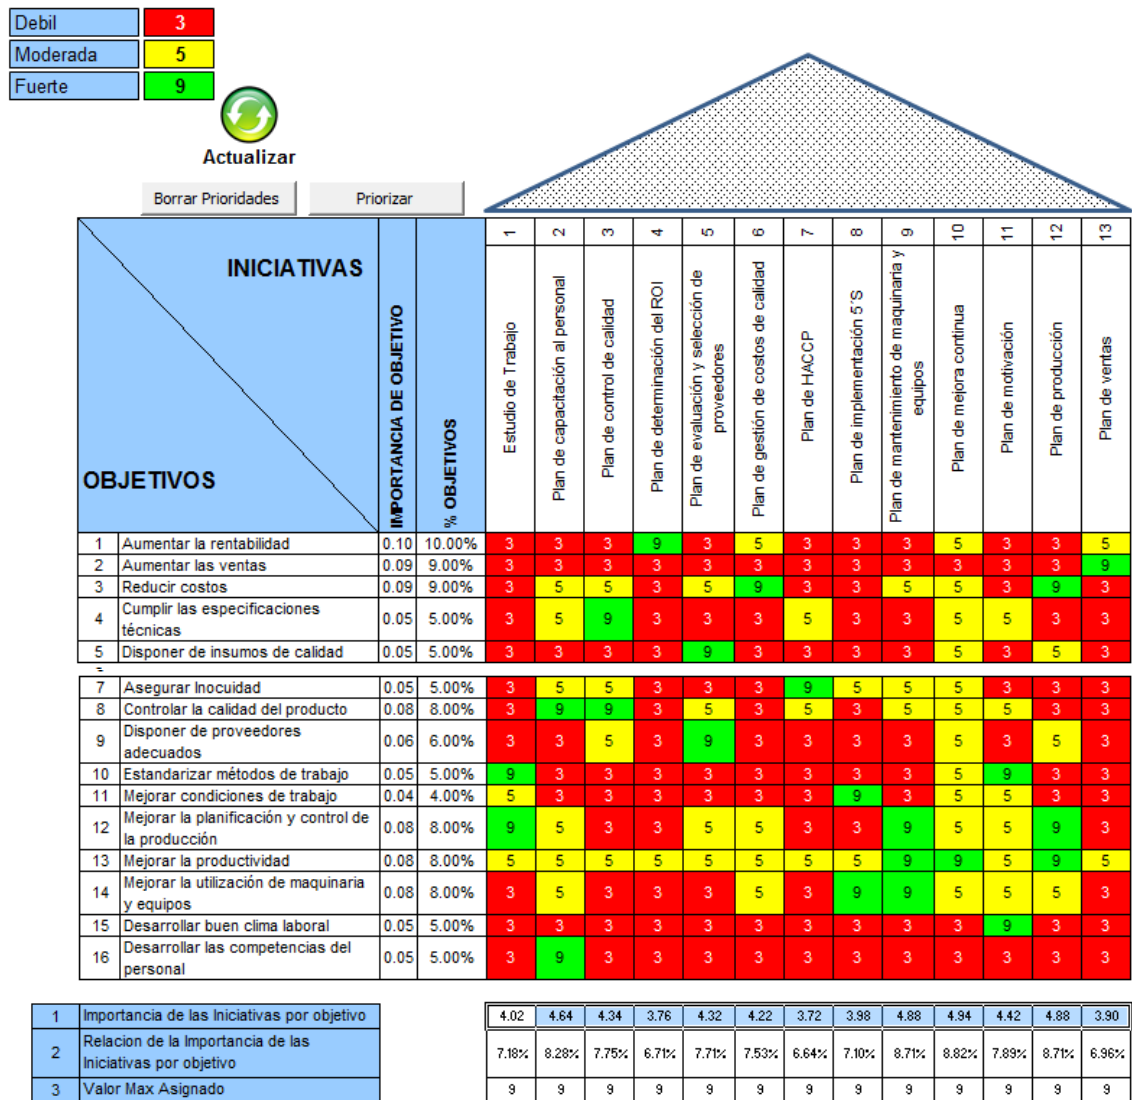 Debil 3
Moderada 5
Fuerte 9
Actualizar
Borrar Prioridades Priorizar
INICIATIVAS
OBJETIVOS
IMPORTANCIA DE OBJETIVO
% OBJETIVOS
1 2 3 4 5 6 7 8 9 10 11 12 13
Estudio de Trabajo
Plan de capacitación al personal
Plan de control de calidad
Plan de determinación del ROI
Plan de evaluación y selección de
proveedores
Plan de gestión de costos de calidad
Plan de HACCP
Plan de implementación 5´S
Plan de mantenimiento de maquinaria y
equipos
Plan de mejora continua
Plan de motivación
Plan de producción
Plan de ventas
1 Aumentar la rentabilidad 0.10 10.00% 3 3 3 9 3 5 3 3 3 5 3 3 5
2 Aumentar las ventas 0.09 9.00% 3 3 3 3 3 3 3 3 3 3 3 3 9
3 Reducir costos 0.09 9.00% 3 5 5 3 5 9 3 3 5 5 3 9 3
Cumplir las especificaciones
4 técnicas 0.05 5.00% 3 5 9 3 3 3 5 3 3 5 5 3 3
5 Disponer de insumos de calidad 0.05 5.00% 3 3 3 3 9 3 3 3 3 5 3 5 3
7 Asegurar Inocuidad 0.05 5.00% 3 5 5 3 3 3 9 5 5 5 3 3 3
8 Controlar la calidad del producto 0.08 8.00% 3 9 9 3 5 3 5 3 5 5 5 3 3
Disponer de proveedores
9 adecuados 0.06 6.00% 3 3 5 3 9 3 3 3 3 5 3 5 3
10 Estandarizar métodos de trabajo 0.05 5.00% 9 3 3 3 3 3 3 3 3 5 9 3 3
11 Mejorar condiciones de trabajo 0.04 4.00% 5 3 3 3 3 3 3 9 3 5 5 3 3
Mejorar la planificación y control de
12 la producción 0.08 8.00% 9 5 3 3 5 5 3 3 9 5 5 9 3
13 Mejorar la productividad 0.08 8.00% 5 5 5 5 5 5 5 5 9 9 5 9 5
Mejorar la utilización de maquinaria
14 y equipos 0.08 8.00% 3 5 3 3 3 5 3 9 9 5 5 5 3
15 Desarrollar buen clima laboral 0.05 5.00% 3 3 3 3 3 3 3 3 3 3 9 3 3
Desarrollar las competencias del
16 personal 0.05 5.00% 3 9 3 3 3 3 3 3 3 3 3 3 3
1 Importancia de las Iniciativas por objetivo 4.02 4.64 4.34 3.76 4.32 4.22 3.72 3.98 4.88 4.94 4.42 4.88 3.90
Relacion de la Importancia de las
2 Iniciativas por objetivo 7.18% 8.28% 7.75% 6.71% 7.71% 7.53% 6.64% 7.10% 8.71% 8.82% 7.89% 8.71% 6.96%
3 Valor Max Asignado 9 9 9 9 9 9 9 9 9 9 9 9 9